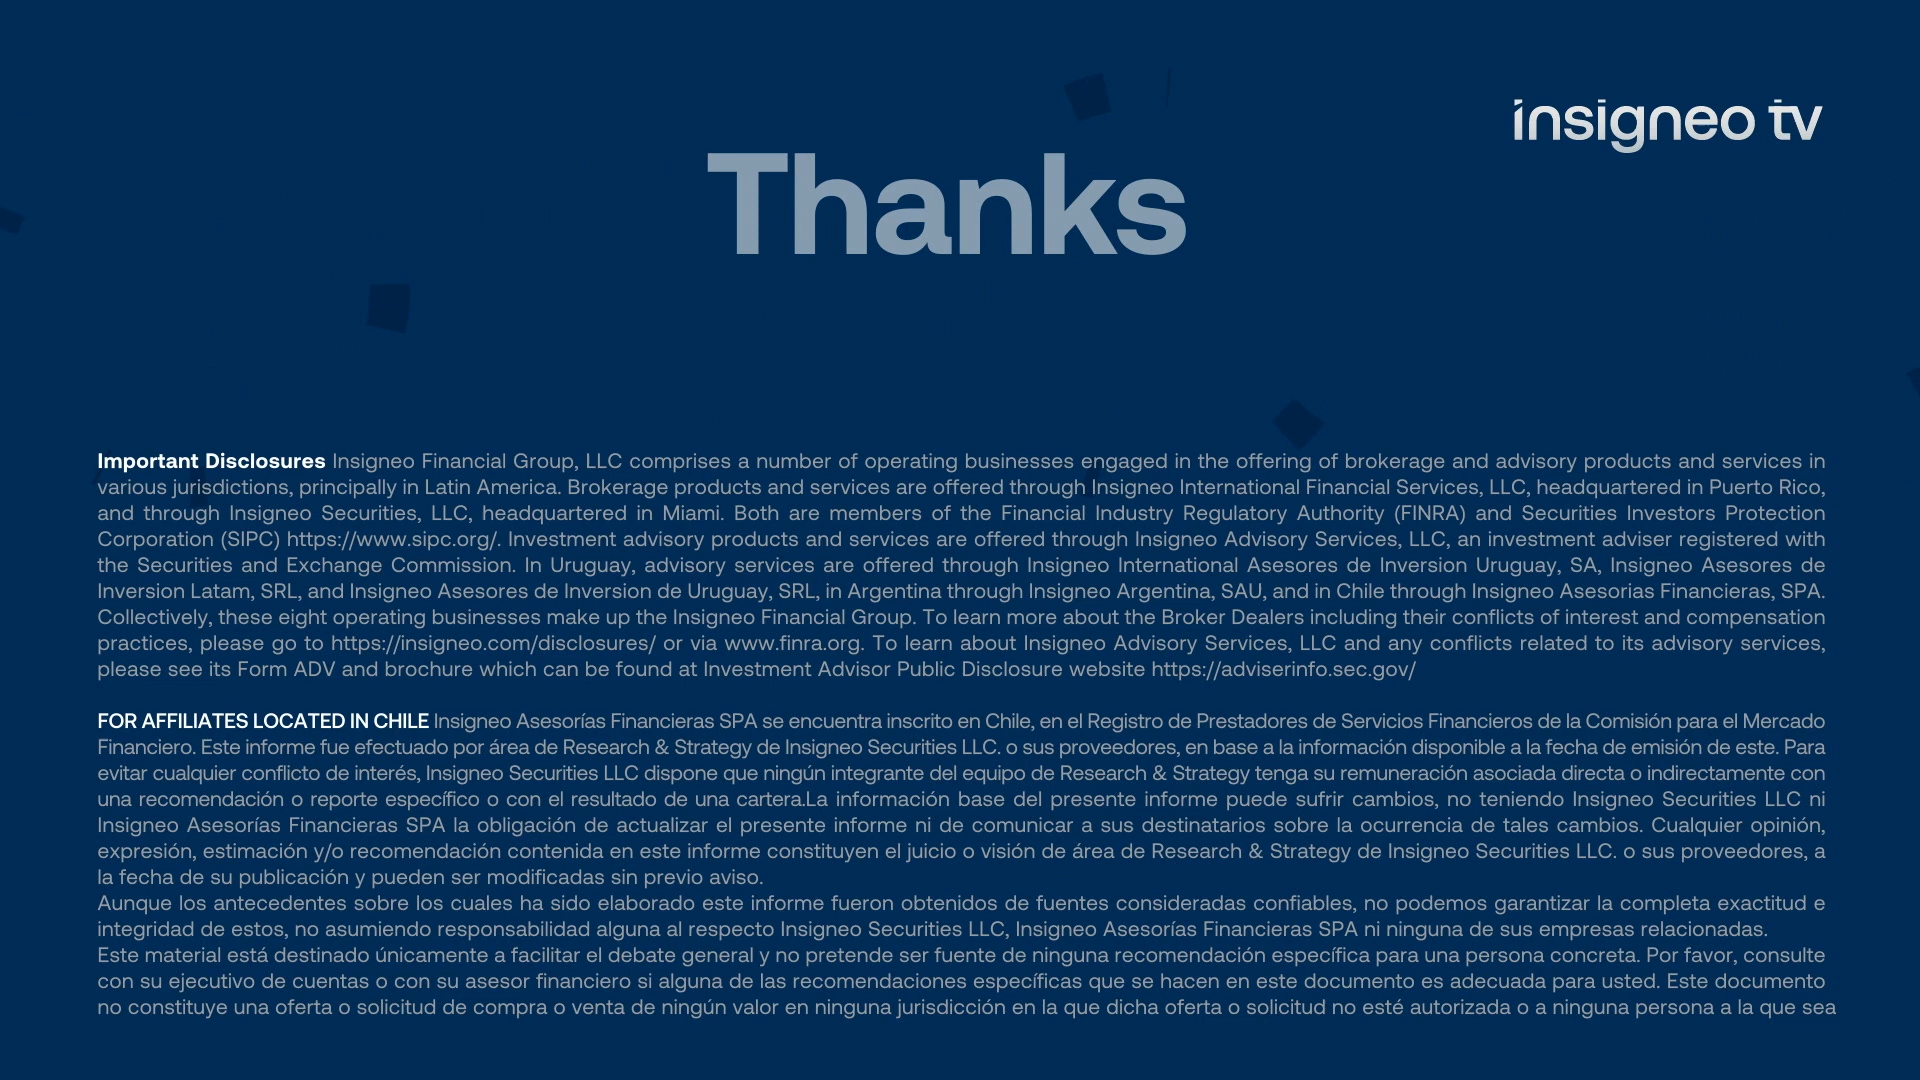 insigneo tv
Thanks
Important Disclosures Insigneo Financial Group, LLC comprises a number of operating businesses engaged in the offering of brokerage and advisory products and services in
various jurisdictions, principally in Latin America. Brokerage products and services are offered through Insigneo International Financial Services, LLC, headquartered in Puerto Rico,
and through Insigneo Securities, LLC, headquartered in Miami. Both are members of the Financial Industry Regulatory Authority (FINRA) and Securities Investors Protection
Corporation (SIPC) https://www.sipc.org/. Investment advisory products and services are offered through Insigneo Advisory Services, LLC, an investment adviser registered with
the Securities and Exchange Commission. In Uruguay, advisory services are offered through Insigneo International Asesores de Inversion Uruguay, SA, Insigneo Asesores de
Inversion Latam, SRL, and Insigneo Asesores de Inversion de Uruguay, SRL, in Argentina through Insigneo Argentina, SAU, and in Chile through Insigneo Asesorias Financieras, SPA.
Collectively, these eight operating businesses make up the Insigneo Financial Group. To learn more about the Broker Dealers including their conflicts of interest and compensation
practices, please go to https://insigneo.com/disclosures/ or via www.finra.org. To learn about Insigneo Advisory Services, LLC and any conflicts related to its advisory services,
please see its Form ADV and brochure which can be found at Investment Advisor Public Disclosure website https://adviserinfo.sec.gov/
FOR AFFILIATES LOCATED IN CHILE Insigneo Asesorías Financieras SPA se encuentra inscrito en Chile, en el Registro de Prestadores de Servicios Financieros de la Comisión para el Mercado
Financiero. Este informe fue efectuado por área de Research & Strategy de Insigneo Securities LLC. o sus proveedores, en base a la información disponible a la fecha de emisión de este. Para
evitar cualquier conflicto de interés, Insigneo Securities LLC dispone que ningún integrante del equipo de Research & Strategy tenga su remuneración asociada directa o indirectamente con
una recomendación o reporte específico o con el resultado de una cartera.La información base del presente informe puede sufrir cambios, no teniendo Insigneo Securities LLC ni
Insigneo Asesorías Financieras SPA la obligación de actualizar el presente informe ni de comunicar a sus destinatarios sobre la ocurrencia de tales cambios. Cualquier opinión,
expresión, estimación y/o recomendación contenida en este informe constituyen el juicio o visión de área de Research & Strategy de Insigneo Securities LLC. o sus proveedores, a
la fecha de su publicación y pueden ser modificadas sin previo aviso.
Aunque los antecedentes sobre los cuales ha sido elaborado este informe fueron obtenidos de fuentes consideradas confiables, no podemos garantizar la completa exactitud e
integridad de estos, no asumiendo responsabilidad alguna al respecto Insigneo Securities LLC, Insigneo Asesorías Financieras SPA ni ninguna de sus empresas relacionadas.
Este material está destinado únicamente a facilitar el debate general y no pretende ser fuente de ninguna recomendación específica para una persona concreta. Por favor, consulte
con su ejecutivo de cuentas o con su asesor financiero si alguna de las recomendaciones específicas que se hacen en este documento es adecuada para usted. Este documento
no constituye una oferta o solicitud de compra o venta de ningún valor en ninguna jurisdicción en la que dicha oferta o solicitud no esté autorizada o a ninguna persona a la que sea